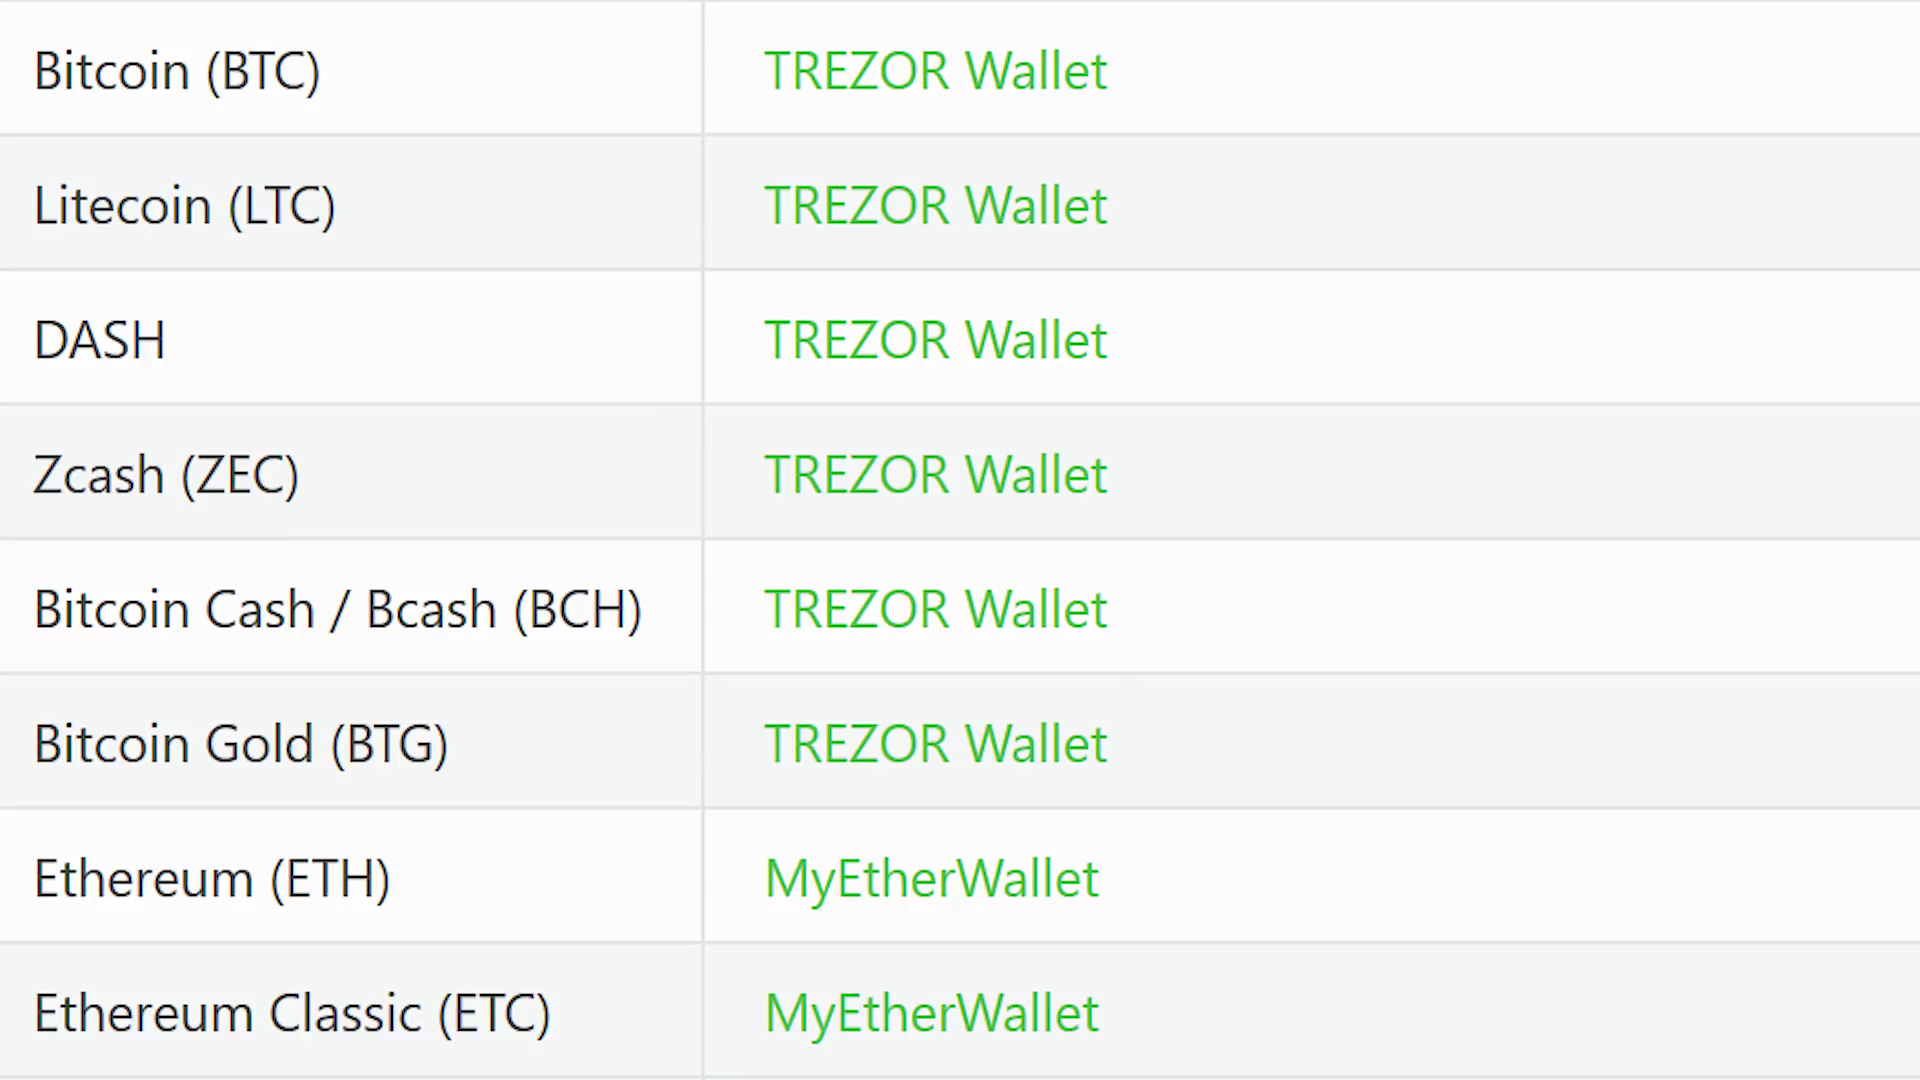 Bitcoin (BTC) TREZOR Wallet
Litecoin (LTC) TREZOR Wallet
DASH TREZOR Wallet
Zcash (ZEC) TREZOR Wallet
Bitcoin Cash / Bcash (BCH) TREZOR Wallet
Bitcoin Gold (BTG) TREZOR Wallet
Ethereum (ETH) MyEtherWallet
Ethereum Classic (ETC) MyEtherWallet